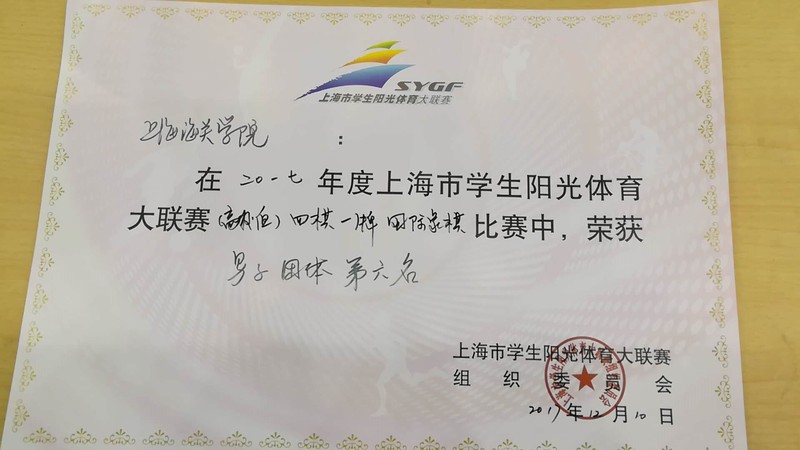 SYGF
上海市学生阳光体育大联赛
上海海关学院：
在二〇一七年度上海市学生阳光体育
大联赛（高校组）四棋一牌 国际象棋比赛中，荣获
男子团体 第六名
上海市学生阳光体育大联赛
组织委员会
2017年12月10日